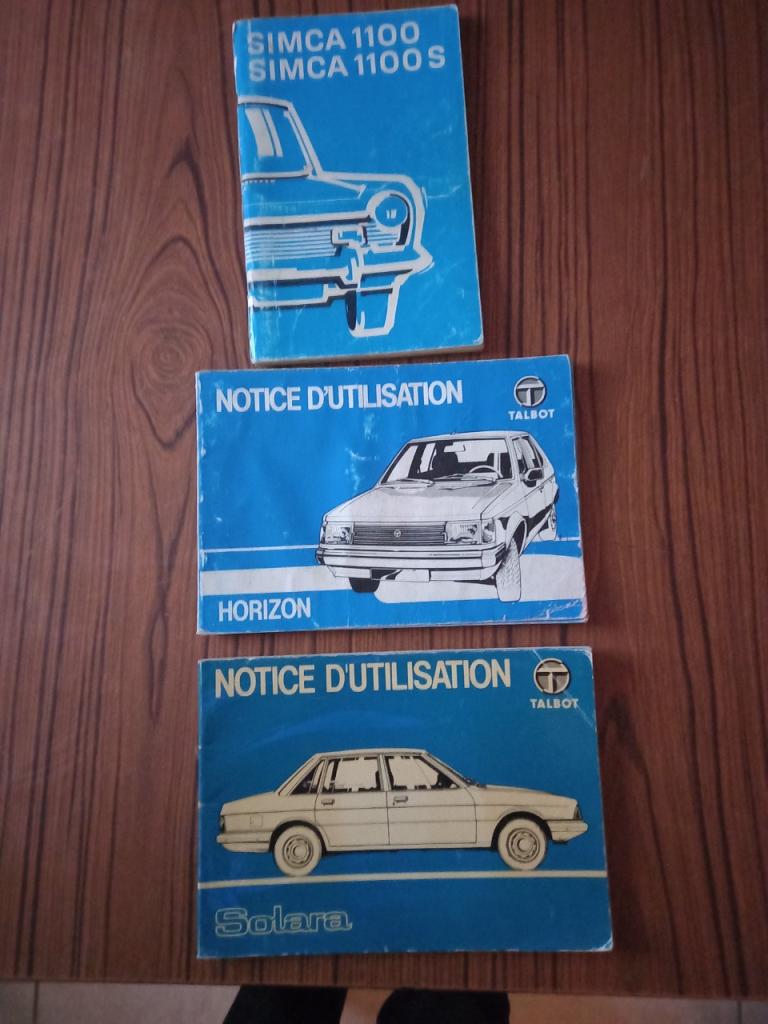 SIMCA 1100
SIMCA 1100 S
NOTICE D'UTILISATION
TALBOT
HORIZON
NOTICE D'UTILISATION
TALBOT
Solara